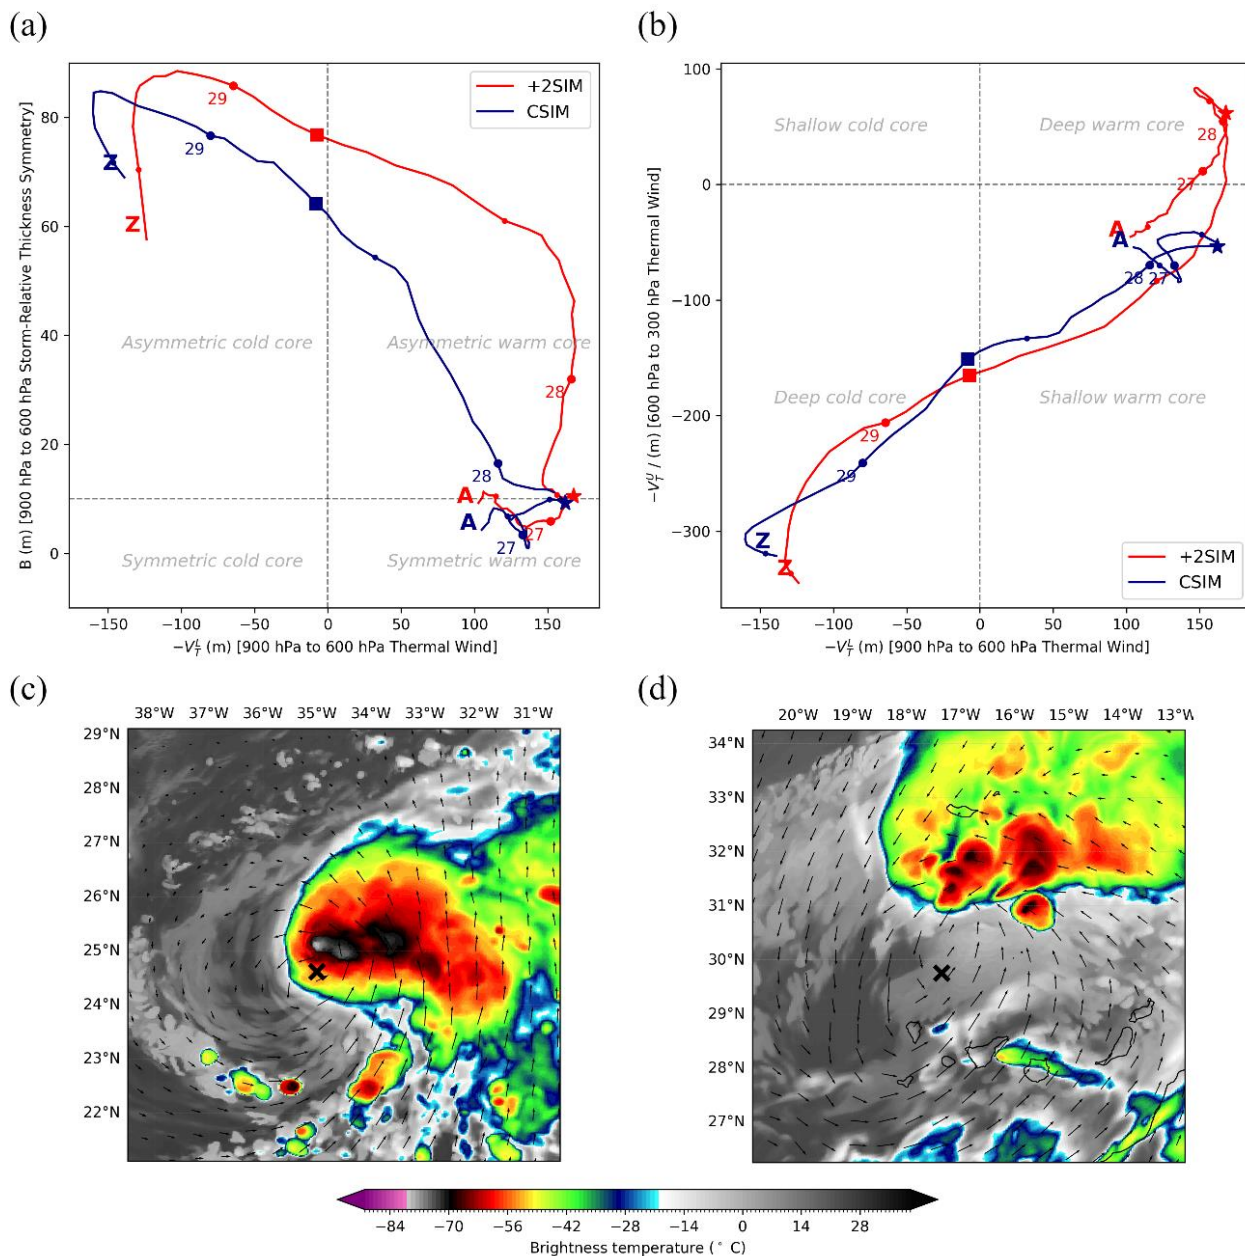 (a)
(b)
B (m) [900 hPa to 600 hPa Storm-Relative Thickness Symmetry]
80
60
40
20
0
+2SIM
CSIM
29
29
Z
Z
Asymmetric cold core
Asymmetric warm core
28
28
A
A
27
27
Symmetric cold core
Symmetric warm core
−150
−100
−50
0
50
100
150
−V_T^L (m) [900 hPa to 600 hPa Thermal Wind]
−V_T^U / (m) [600 hPa to 300 hPa Thermal Wind]
100
0
−100
−200
−300
Shallow cold core
Deep warm core
28
27
A
A
28
27
Deep cold core
Shallow warm core
29
29
Z
Z
+2SIM
CSIM
−150
−100
−50
0
50
100
150
−V_T^L (m) [900 hPa to 600 hPa Thermal Wind]
(c)
(d)
38°W 37°W 36°W 35°W 34°W 33°W 32°W 31°W
29°N
28°N
27°N
26°N
25°N
24°N
23°N
22°N
20°W 19°W 18°W 17°W 16°W 15°W 14°W 13°W
34°N
33°N
32°N
31°N
30°N
29°N
28°N
27°N
−84 −70 −56 −42 −28 −14 0 14 28
Brightness temperature ( ° C)